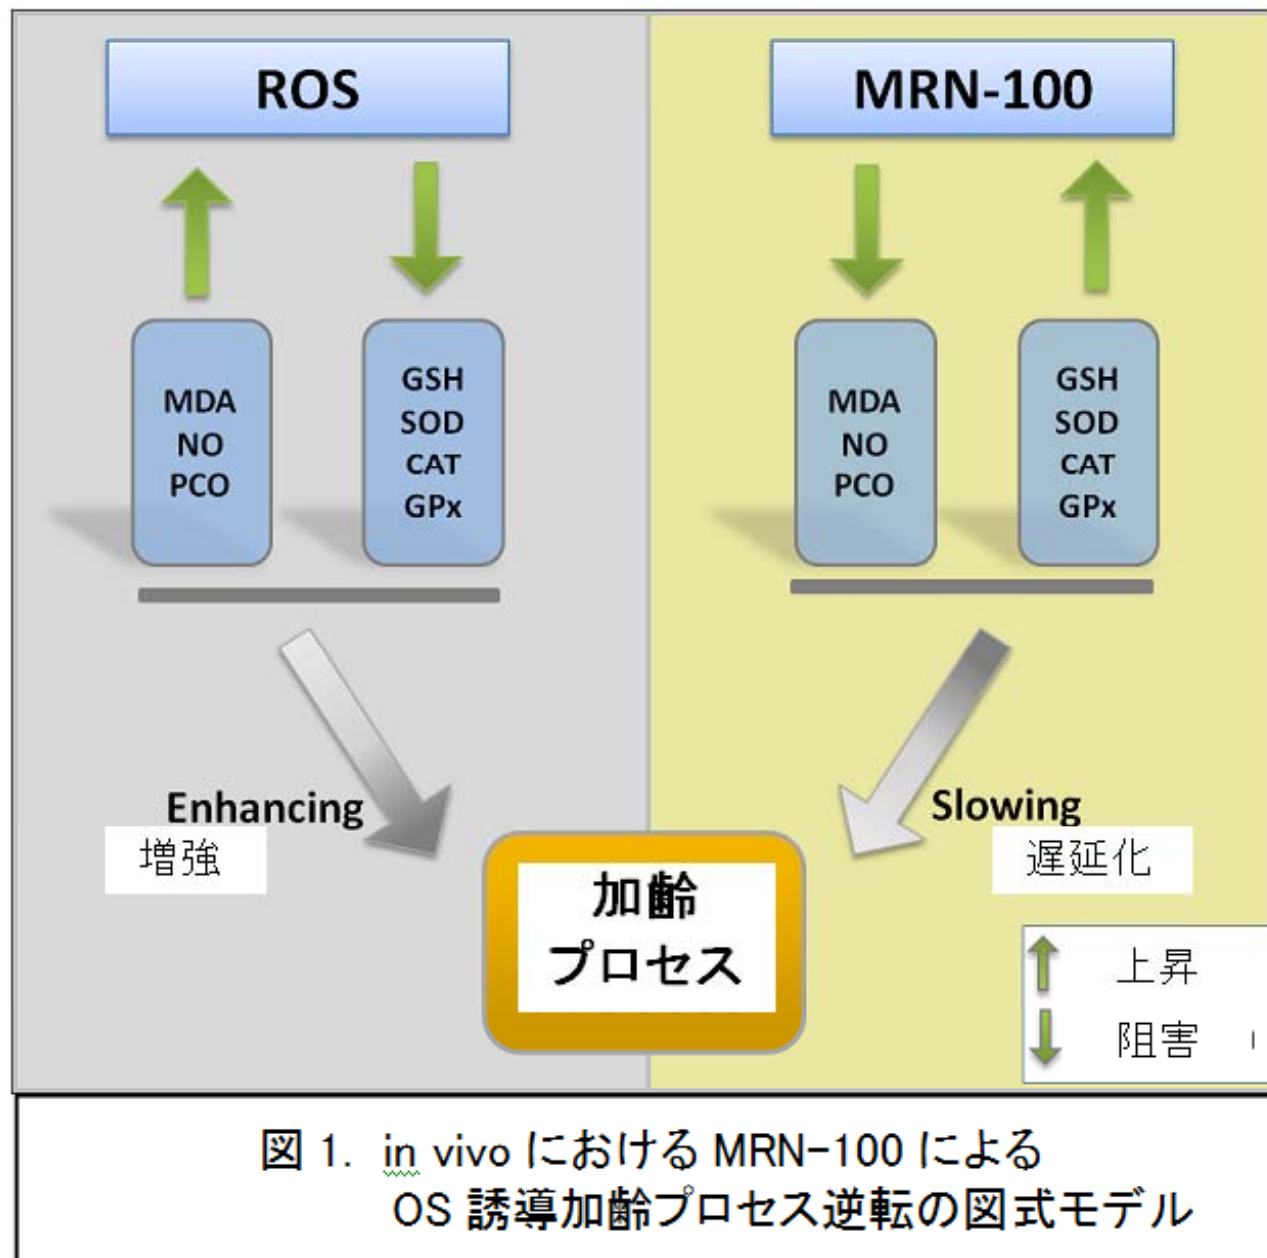 ROS
MRN-100
MDA
NO
PCO
GSH
SOD
CAT
GPx
MDA
NO
PCO
GSH
SOD
CAT
GPx
Enhancing
増強
Slowing
遅延化
加齢
プロセス
上昇
阻害
図 1. in vivo における MRN-100 による
OS 誘導加齢プロセス逆転の図式モデル